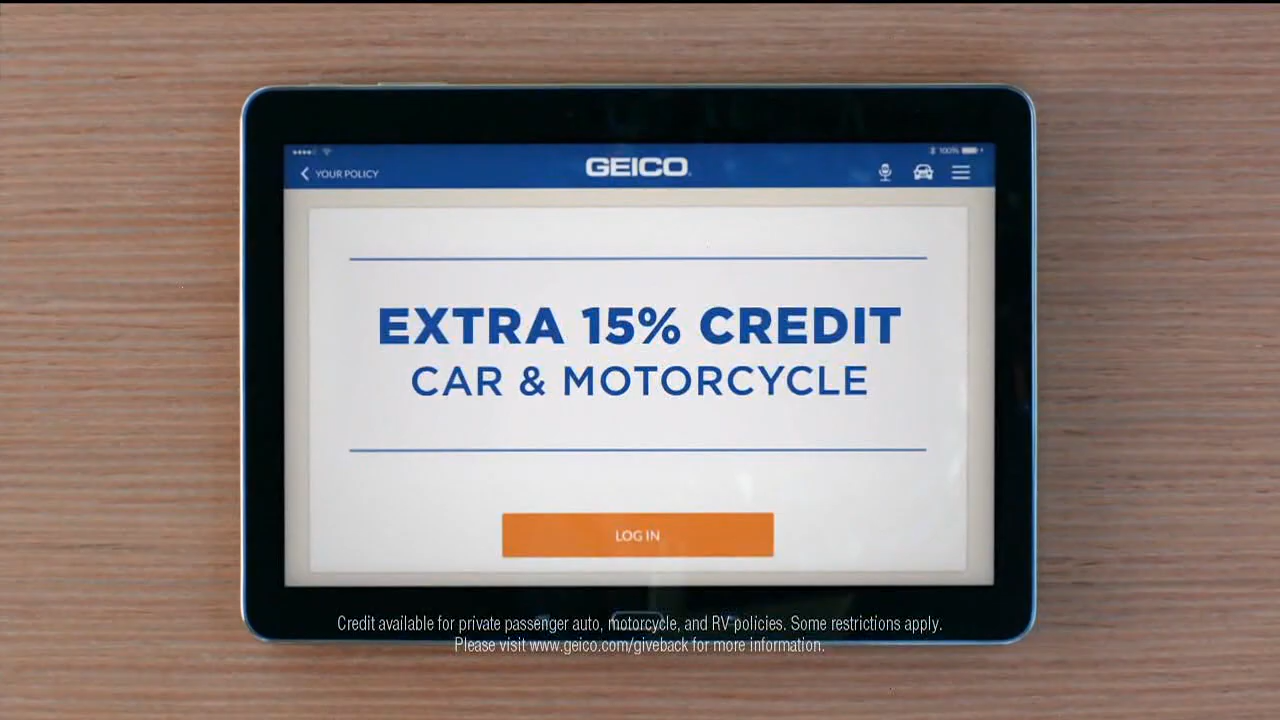 100%
YOUR POLICY
GEICO
EXTRA 15% CREDIT
CAR & MOTORCYCLE
LOG IN
Credit available for private passenger auto, motorcycle, and RV policies. Some restrictions apply.
Please visit www.geico.com/giveback for more information.